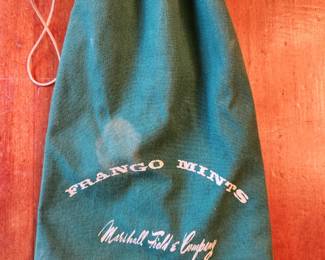 FRANGO MINTS
Marshall Field & Company